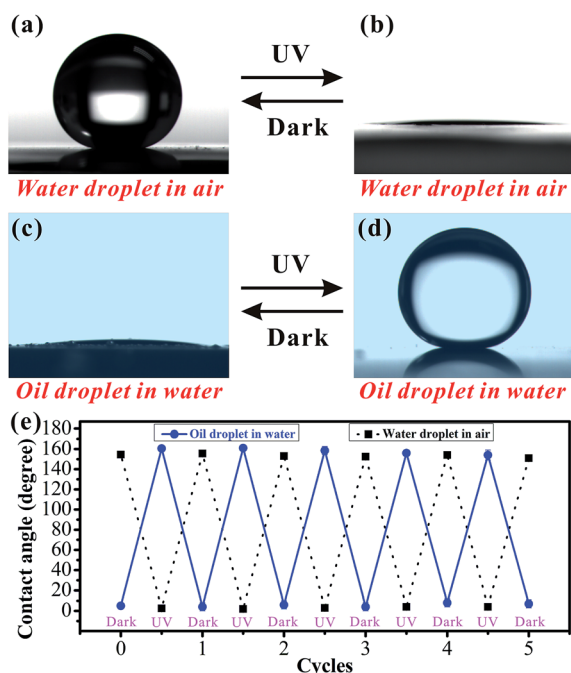 (a)
UV
(b)
Dark
Water droplet in air
Water droplet in air
(c)
UV
(d)
Dark
Oil droplet in water
Oil droplet in water
(e)
Oil droplet in water
Water droplet in air
Contact angle (degree)
180
160
140
120
100
80
60
40
20
0
Dark UV Dark UV Dark UV Dark UV Dark UV Dark
0 1 2 3 4 5
Cycles